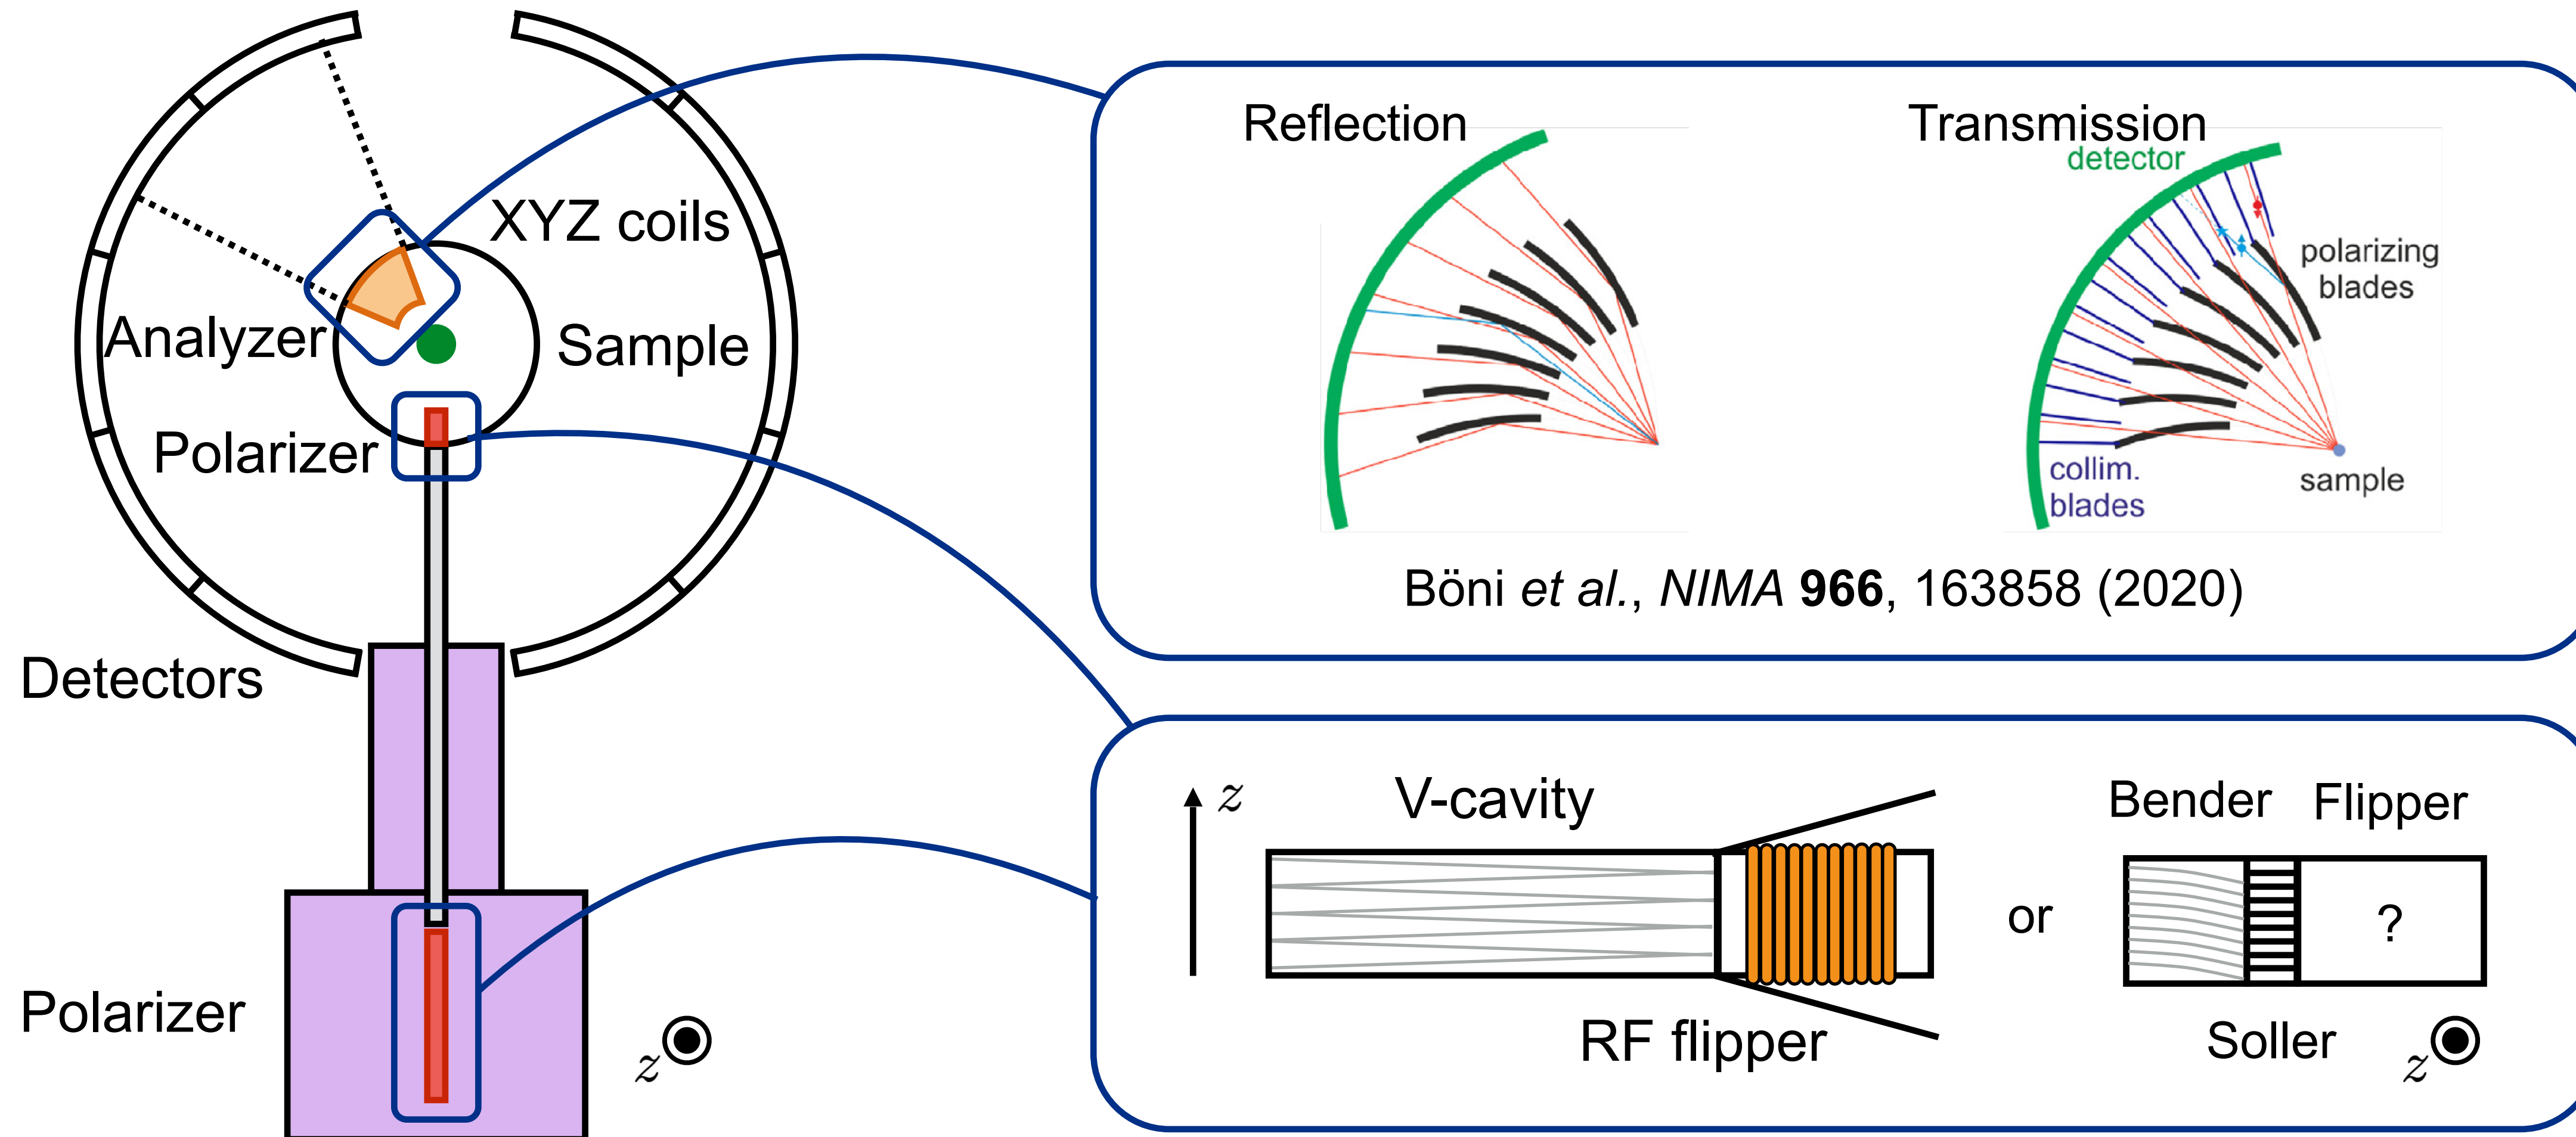 XYZ coils
Analyzer
Sample
Polarizer
Detectors
Polarizer
z
Reflection
Transmission
detector
polarizing
blades
collim.
blades
sample
Böni et al., NIMA 966, 163858 (2020)
z
V-cavity
RF flipper
or
Bender
Flipper
?
Soller
z